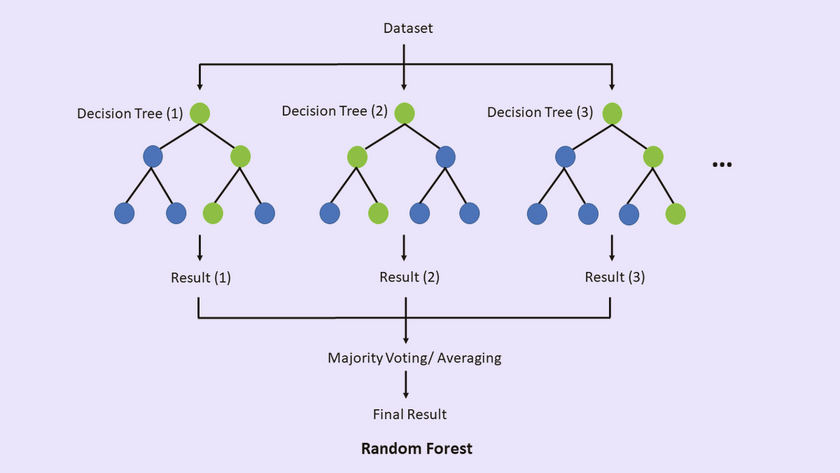 Dataset
Decision Tree (1)
Decision Tree (2)
Decision Tree (3)
...
Result (1)
Result (2)
Result (3)
Majority Voting/ Averaging
Final Result
Random Forest